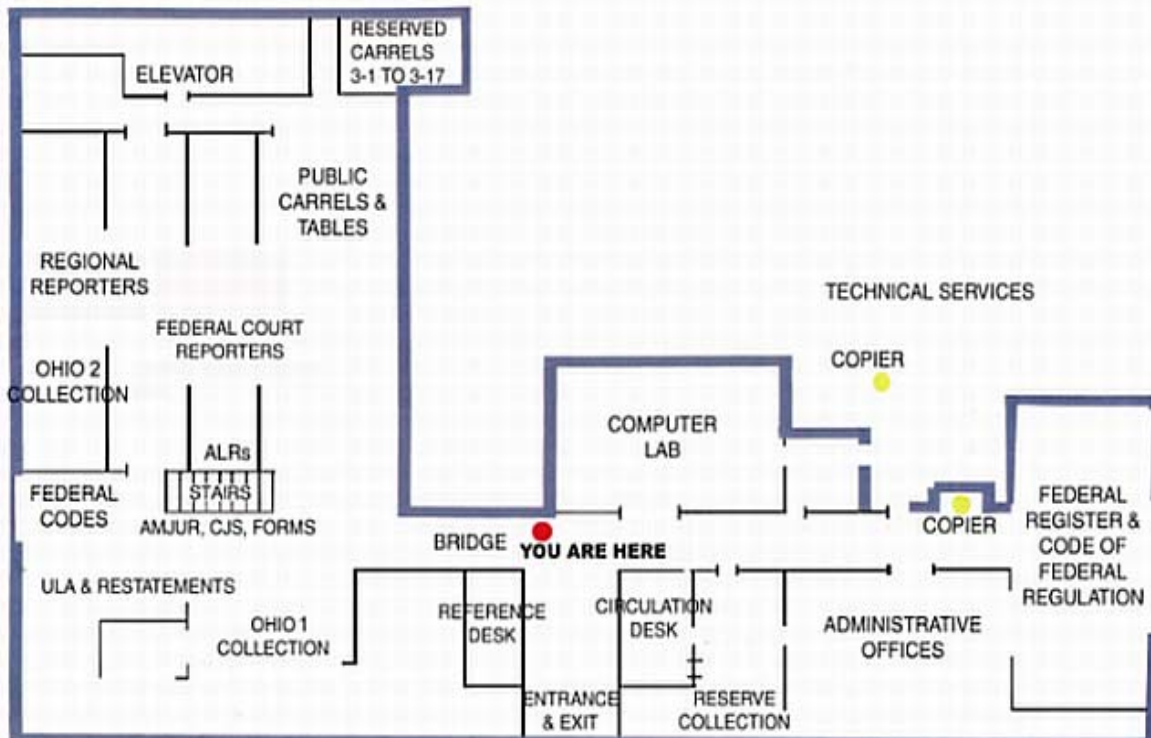 RESERVED
CARRELS
3-1 TO 3-17
ELEVATOR
PUBLIC
CARRELS &
TABLES
REGIONAL
REPORTERS
TECHNICAL SERVICES
FEDERAL COURT
REPORTERS
COPIER
OHIO 2
COLLECTION
COMPUTER
LAB
ALRs
STAIRS
FEDERAL
CODES
AMJUR, CJS, FORMS
FEDERAL
REGISTER &
CODE OF
FEDERAL
REGULATION
COPIER
BRIDGE
YOU ARE HERE
ULA & RESTATEMENTS
OHIO 1
COLLECTION
REFERENCE
DESK
CIRCULATION
DESK
ADMINISTRATIVE
OFFICES
ENTRANCE
& EXIT
RESERVE
COLLECTION